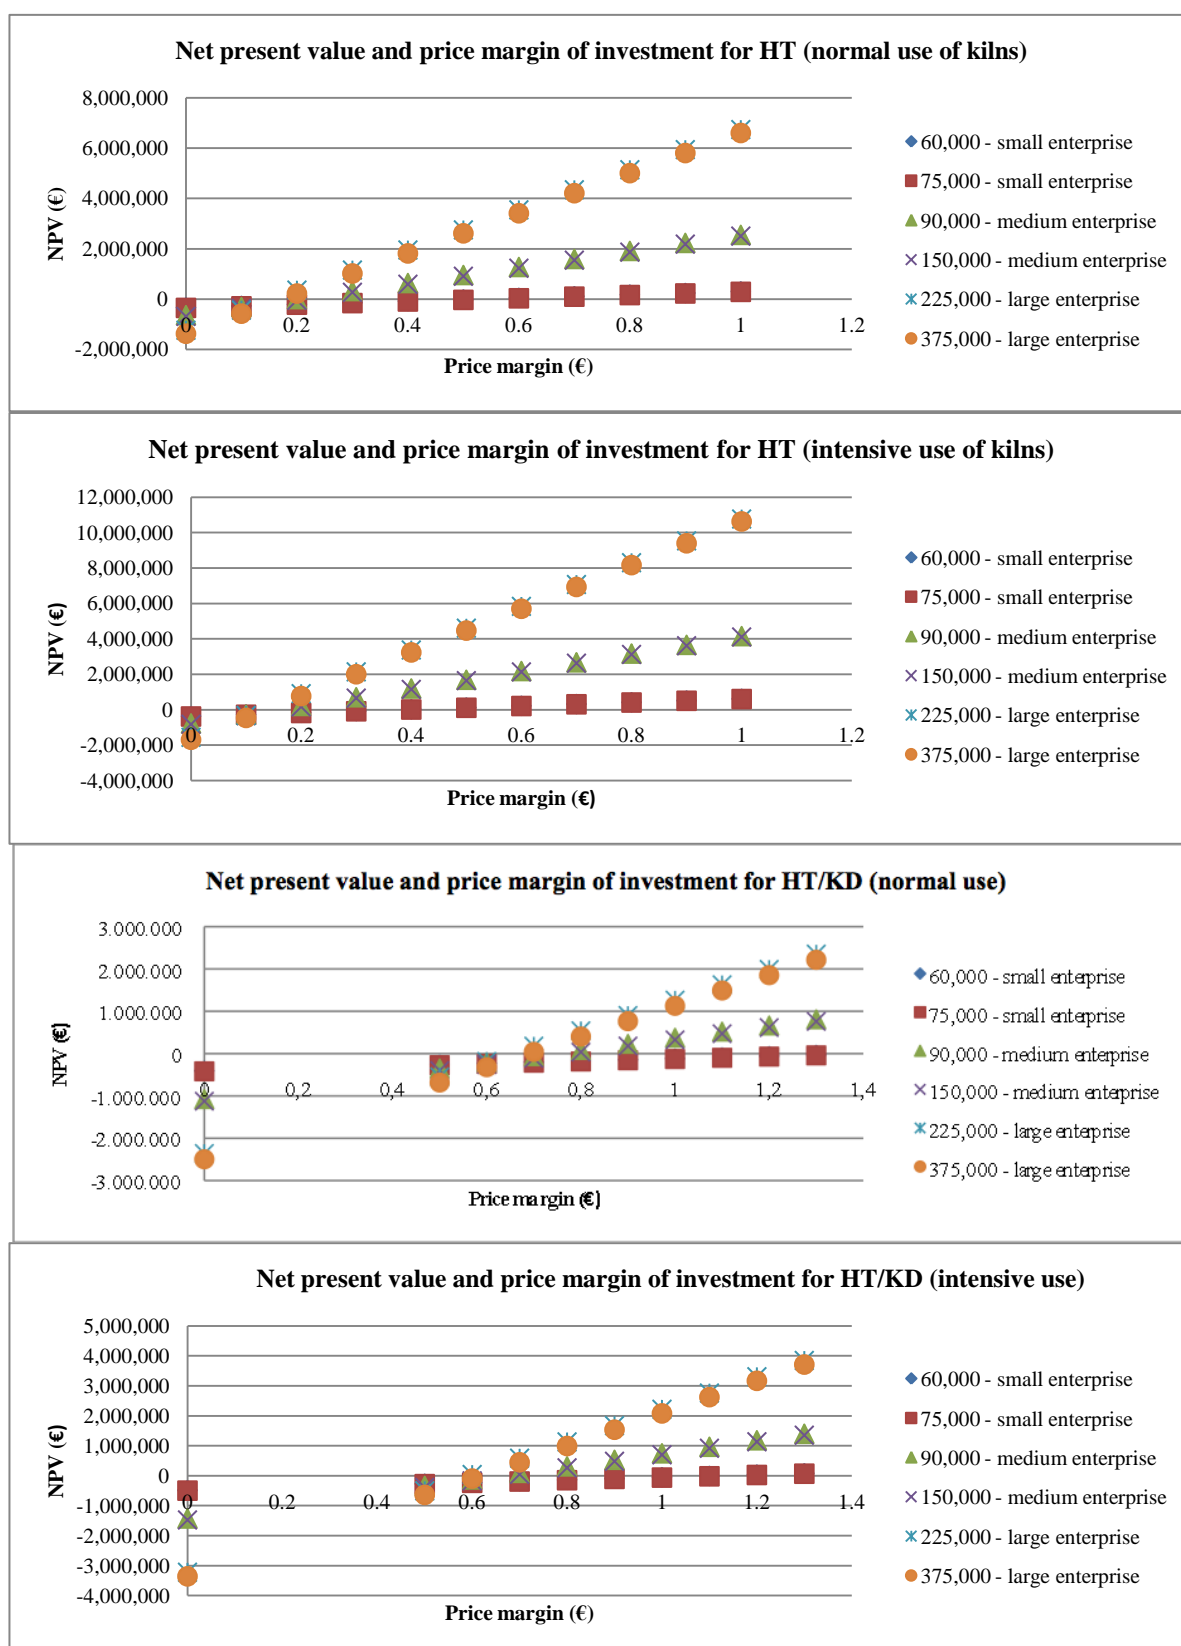 Net present value and price margin of investment for HT (normal use of kilns)
8,000,000
6,000,000
4,000,000
2,000,000
0
-2,000,000
NPV (€)
0 0.2 0.4 0.6 0.8 1 1.2
Price margin (€)
60,000 - small enterprise
75,000 - small enterprise
90,000 - medium enterprise
150,000 - medium enterprise
225,000 - large enterprise
375,000 - large enterprise
Net present value and price margin of investment for HT (intensive use of kilns)
12,000,000
10,000,000
8,000,000
6,000,000
4,000,000
2,000,000
0
-2,000,000
-4,000,000
NPV (€)
0 0.2 0.4 0.6 0.8 1 1.2
Price margin (€)
60,000 - small enterprise
75,000 - small enterprise
90,000 - medium enterprise
150,000 - medium enterprise
225,000 - large enterprise
375,000 - large enterprise
Net present value and price margin of investment for HT/KD (normal use)
3.000.000
2.000.000
1.000.000
0
-1.000.000
-2.000.000
-3.000.000
NPV (€)
0 0,2 0,4 0,6 0,8 1 1,2 1,4
Price margin (€)
60,000 - small enterprise
75,000 - small enterprise
90,000 - medium enterprise
150,000 - medium enterprise
225,000 - large enterprise
375,000 - large enterprise
Net present value and price margin of investment for HT/KD (intensive use)
5,000,000
4,000,000
3,000,000
2,000,000
1,000,000
0
-1,000,000
-2,000,000
-3,000,000
-4,000,000
NPV (€)
0 0.2 0.4 0.6 0.8 1 1.2 1.4
Price margin (€)
60,000 - small enterprise
75,000 - small enterprise
90,000 - medium enterprise
150,000 - medium enterprise
225,000 - large enterprise
375,000 - large enterprise